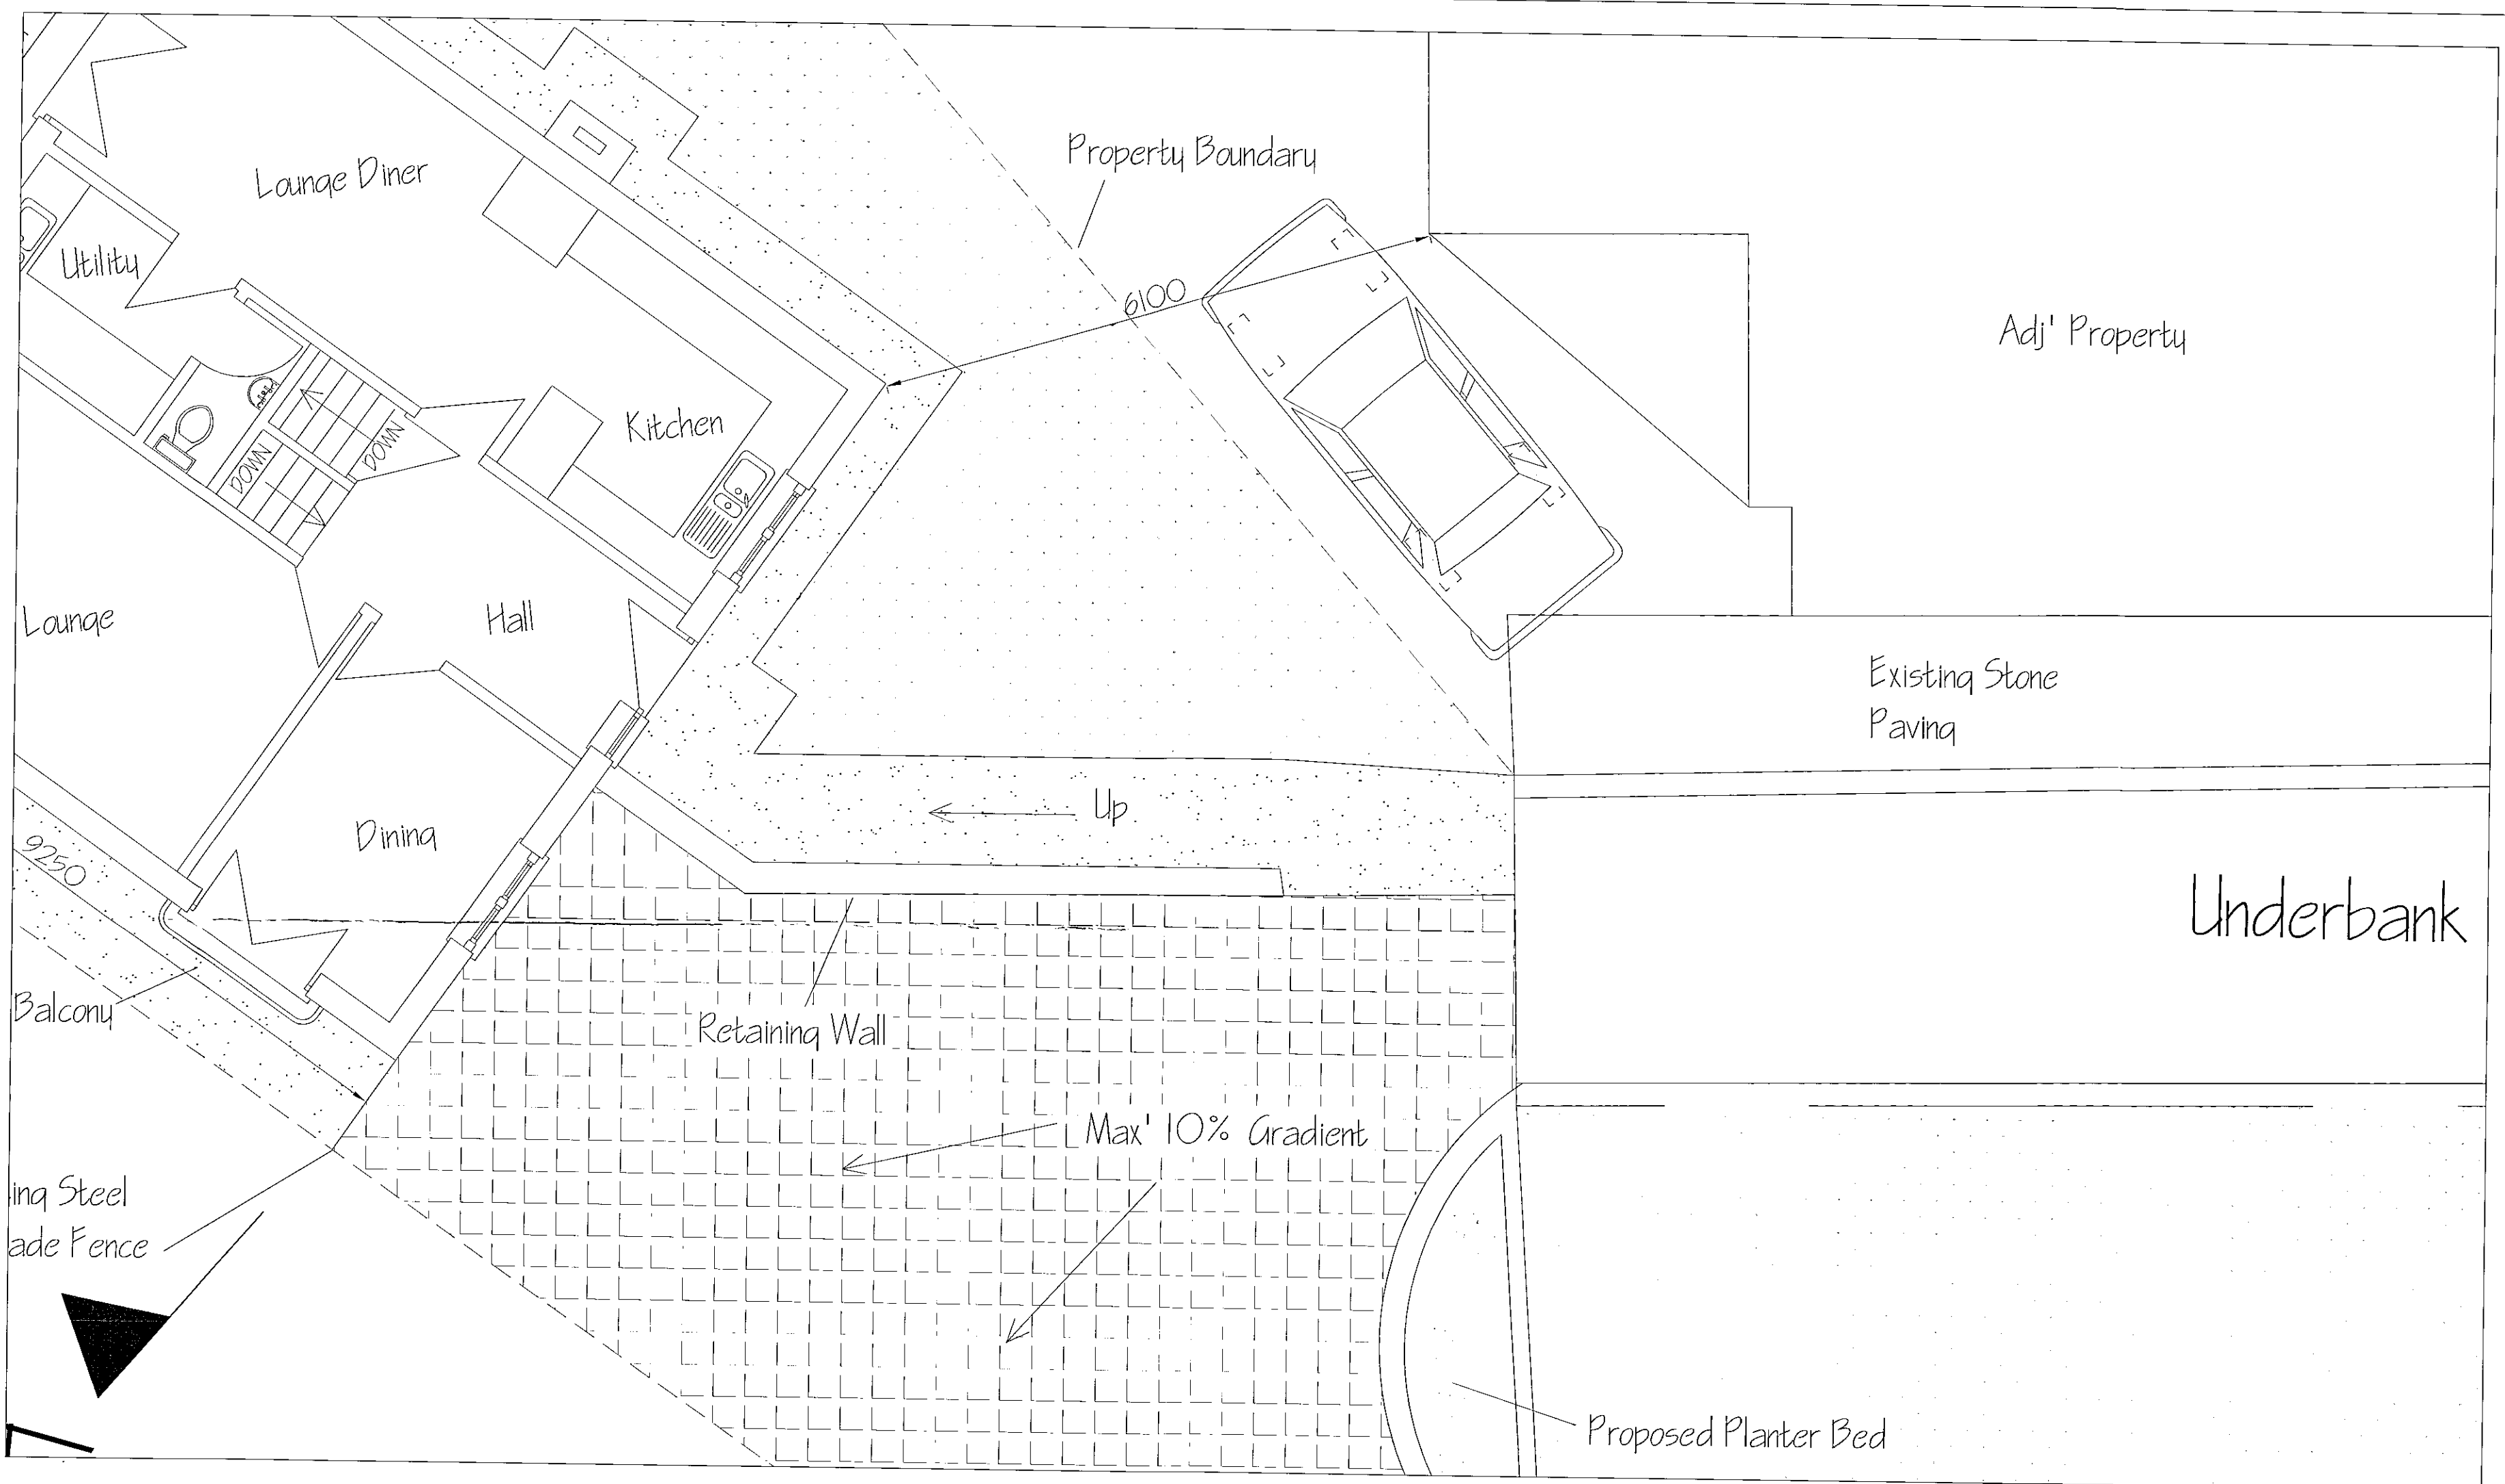 Property Boundary
Lounge Diner
Utility
6100
Adj' Property
Kitchen
DOWN
DOWN
Lounge
Hall
Existing Stone
Paving
Up
Dining
9250
Underbank
Balcony
Retaining Wall
Max' 10% Gradient
ing Steel
ade Fence
Proposed Planter Bed